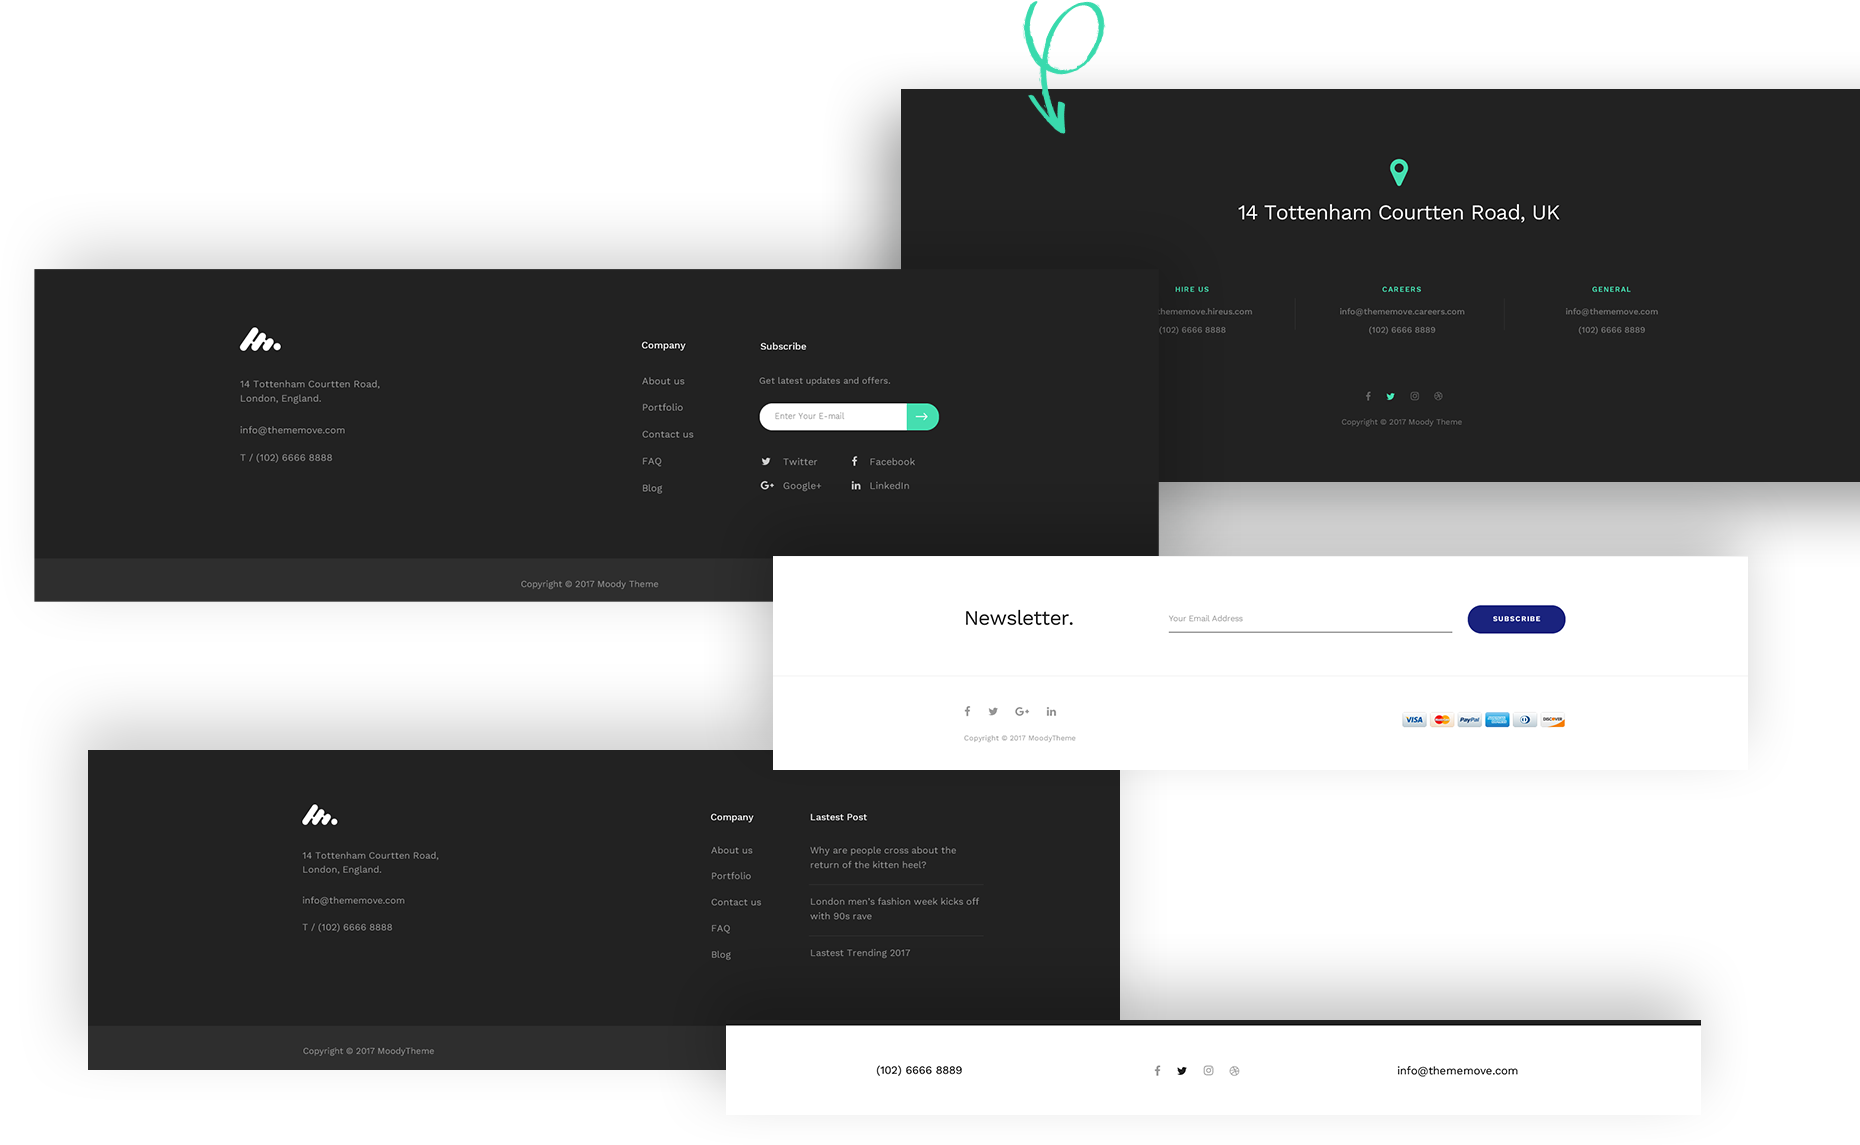 14 Tottenham Courtten Road, UK
HIRE US
thememove.hireus.com
(102) 6666 8888
CAREERS
info@thememove.careers.com
(102) 6666 8889
GENERAL
info@thememove.com
(102) 6666 8889
Copyright © 2017 Moody Theme
14 Tottenham Courtten Road,
London, England.
info@thememove.com
T / (102) 6666 8888
Company
About us
Portfolio
Contact us
FAQ
Blog
Subscribe
Get latest updates and offers.
Enter Your E-mail
Twitter
Facebook
Google+
LinkedIn
Copyright © 2017 Moody Theme
Newsletter.
Your Email Address
SUBSCRIBE
Copyright © 2017 MoodyTheme
VISA
MasterCard
PayPal
DISCOVER
14 Tottenham Courtten Road,
London, England.
info@thememove.com
T / (102) 6666 8888
Company
About us
Portfolio
Contact us
FAQ
Blog
Lastest Post
Why are people cross about the
return of the kitten heel?
London men's fashion week kicks off
with 90s rave
Lastest Trending 2017
Copyright © 2017 MoodyTheme
(102) 6666 8889
info@thememove.com